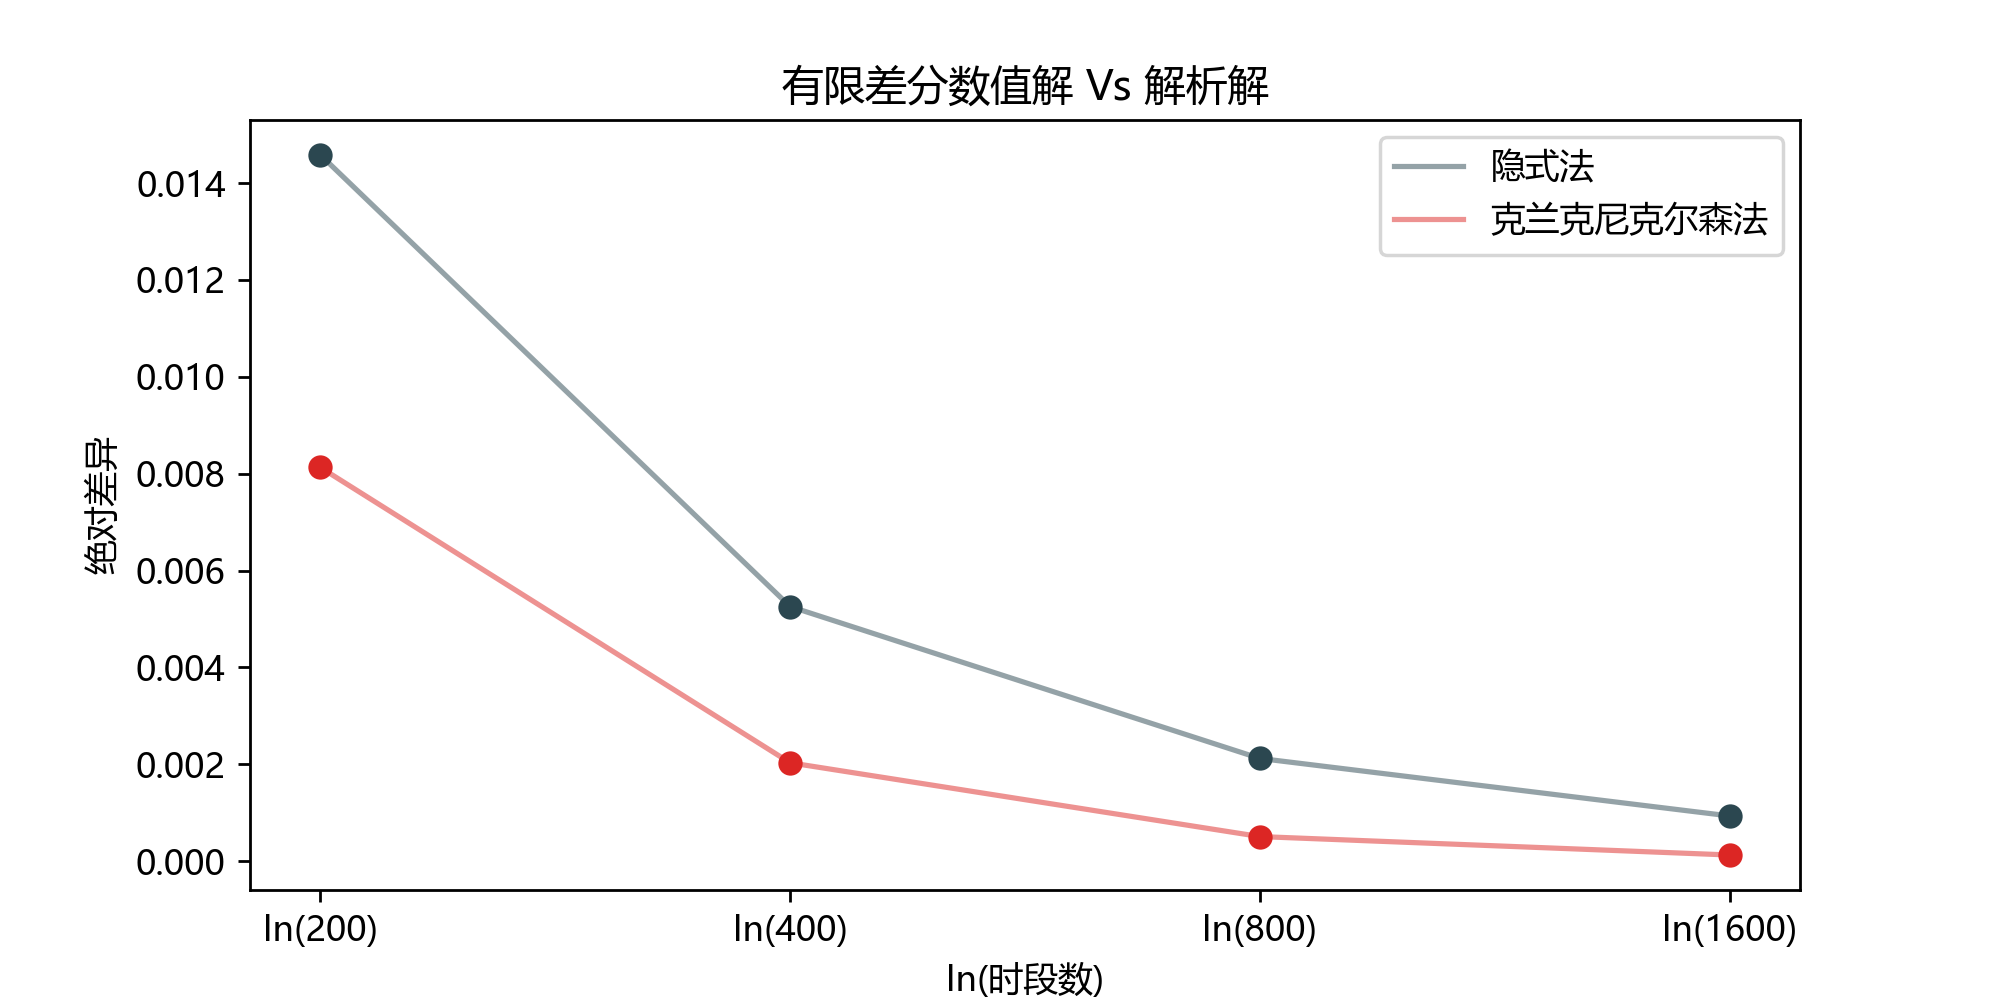 有限差分数值解 Vs 解析解
隐式法
克兰克尼克尔森法
绝对差异
0.014
0.012
0.010
0.008
0.006
0.004
0.002
0.000
ln(200)
ln(400)
ln(800)
ln(1600)
ln(时段数)